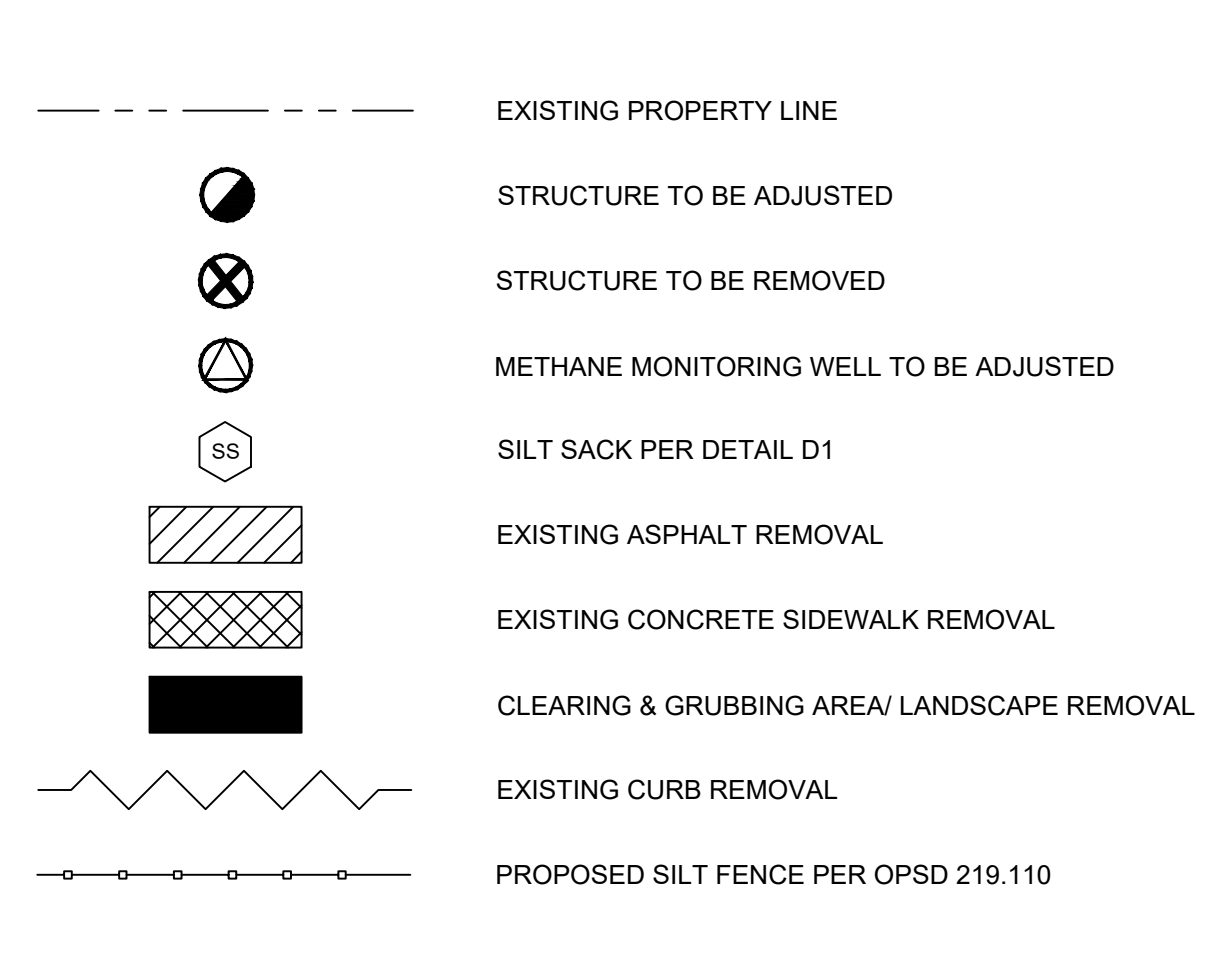 EXISTING PROPERTY LINE
STRUCTURE TO BE ADJUSTED
STRUCTURE TO BE REMOVED
METHANE MONITORING WELL TO BE ADJUSTED
SS SILT SACK PER DETAIL D1
EXISTING ASPHALT REMOVAL
EXISTING CONCRETE SIDEWALK REMOVAL
CLEARING & GRUBBING AREA/ LANDSCAPE REMOVAL
EXISTING CURB REMOVAL
PROPOSED SILT FENCE PER OPSD 219.110